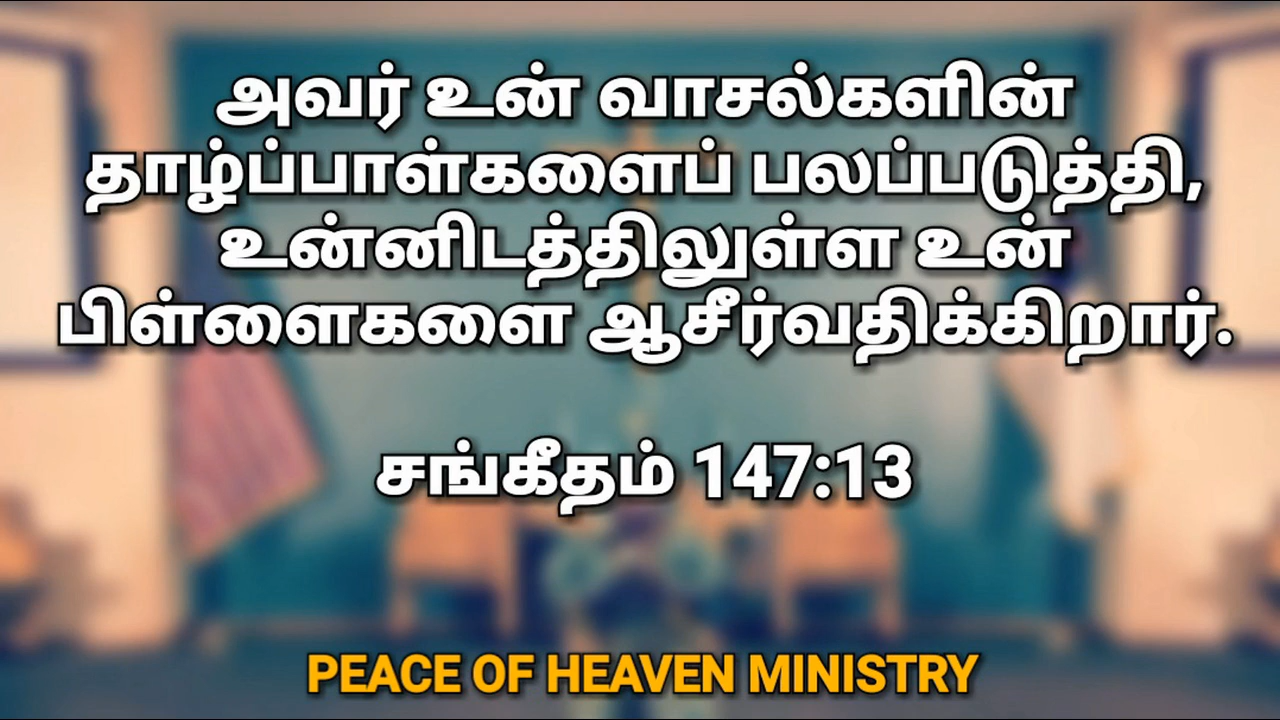 அவர் உன் வாசல்களின்
தாழ்ப்பாள்களைப் பலப்படுத்தி,
உன்னிடத்திலுள்ள உன்
பிள்ளைகளை ஆசீர்வதிக்கிறார்.
சங்கீதம் 147:13
PEACE OF HEAVEN MINISTRY